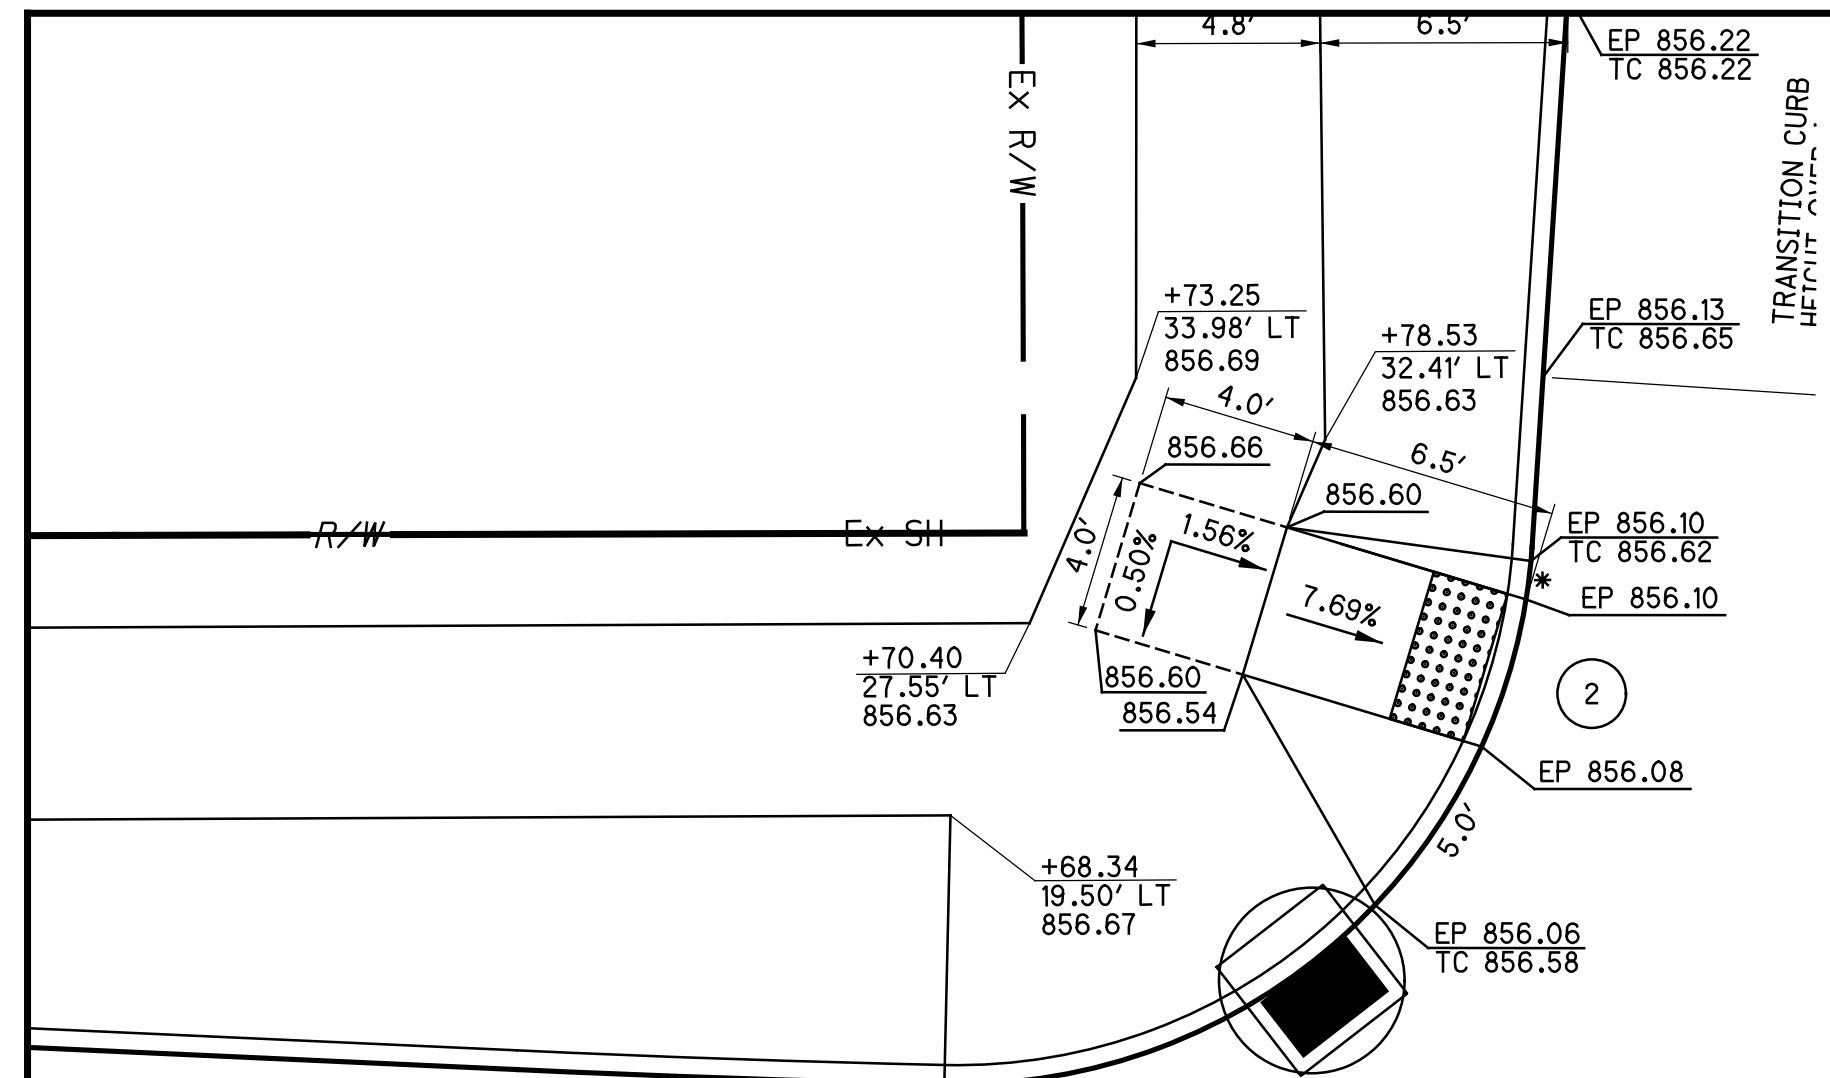 4.8′
6.5′
EP 856.22
TC 856.22
Ex R/W
TRANSITION CURB
+73.25
33.98′ LT
856.69
+78.53
32.41′ LT
856.63
EP 856.13
TC 856.65
4.0′
6.5′
856.66
856.60
EP 856.10
TC 856.62
*
EP 856.10
R/W
Ex SH
4.0′
0.50%
1.56%
7.69%
+70.40
27.55′ LT
856.63
856.60
856.54
2
EP 856.08
5.0′
+68.34
19.50′ LT
856.67
EP 856.06
TC 856.58